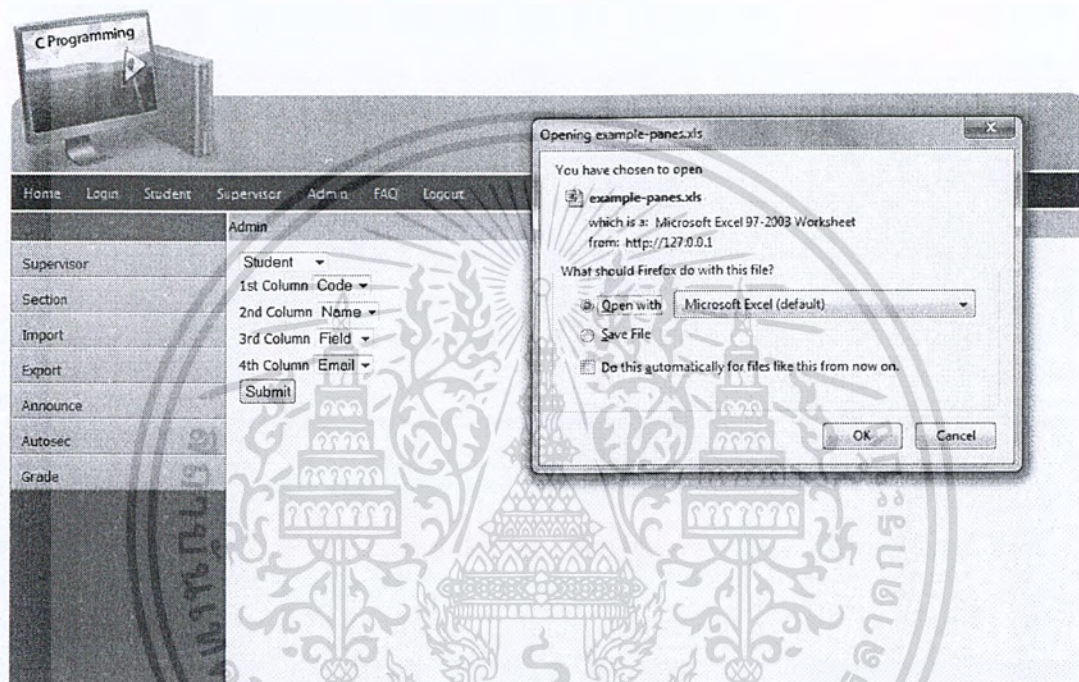 C Programming
Home Login Student Supervisor Admin FAQ Logout
Admin
Supervisor
Section
Import
Export
Announce
Autosec
Grade
Student
1st Column Code
2nd Column Name
3rd Column Field
4th Column Email
Submit
Opening example-panes.xls
You have chosen to open
example-panes.xls
which is a: Microsoft Excel 97-2003 Worksheet
from: http://127.0.0.1
What should Firefox do with this file?
Open with Microsoft Excel (default)
Save File
Do this automatically for files like this from now on.
OK Cancel